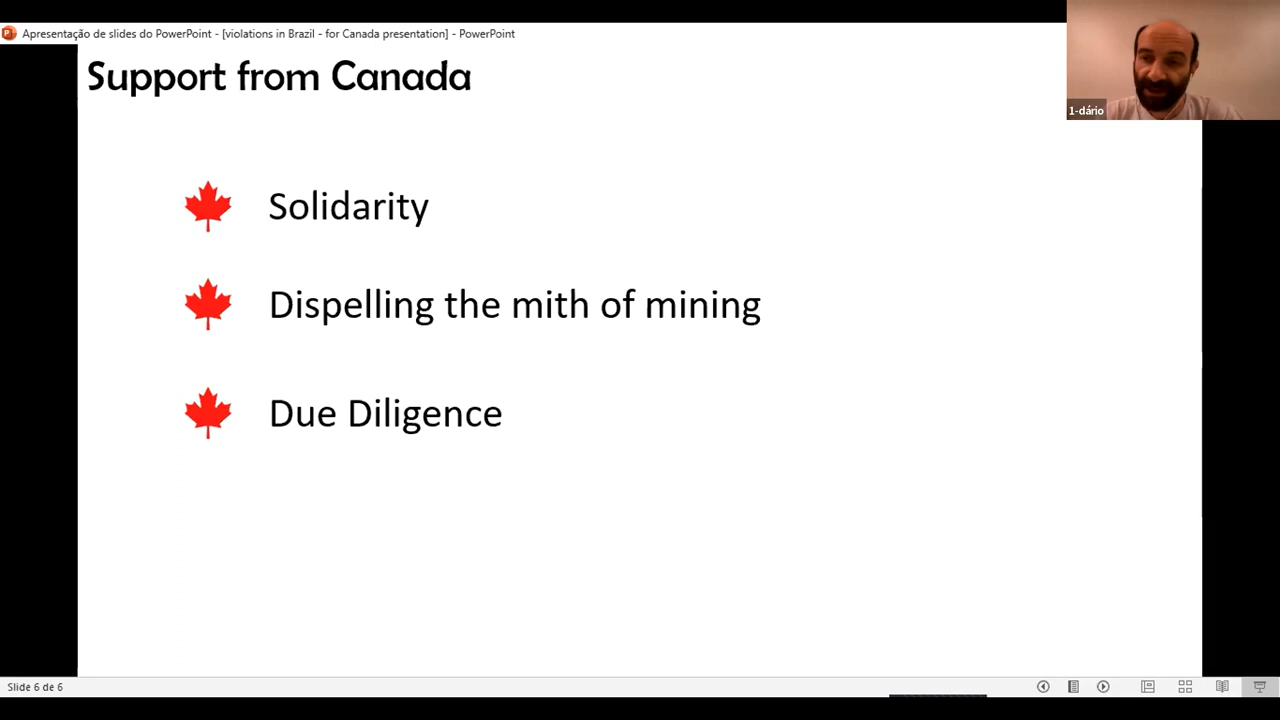 Apresentação de slides do PowerPoint - [violations in Brazil - for Canada presentation] - PowerPoint
Support from Canada
1-dário
Solidarity
Dispelling the mith of mining
Due Diligence
Slide 6 de 6